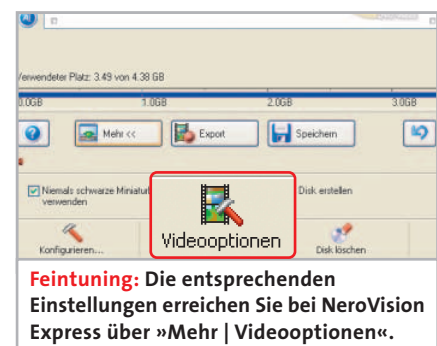 Verwendeter Platz: 3.49 von 4.38 GB
0.0GB 1.0GB 2.0GB 3.0GB
Mehr << Export Speichern
Niemals schwarze Miniatur
verwenden
Disk erstellen
Konfigurieren... Videooptionen Disk löschen
Feintuning: Die entsprechenden
Einstellungen erreichen Sie bei NeroVision
Express über »Mehr | Videooptionen«.